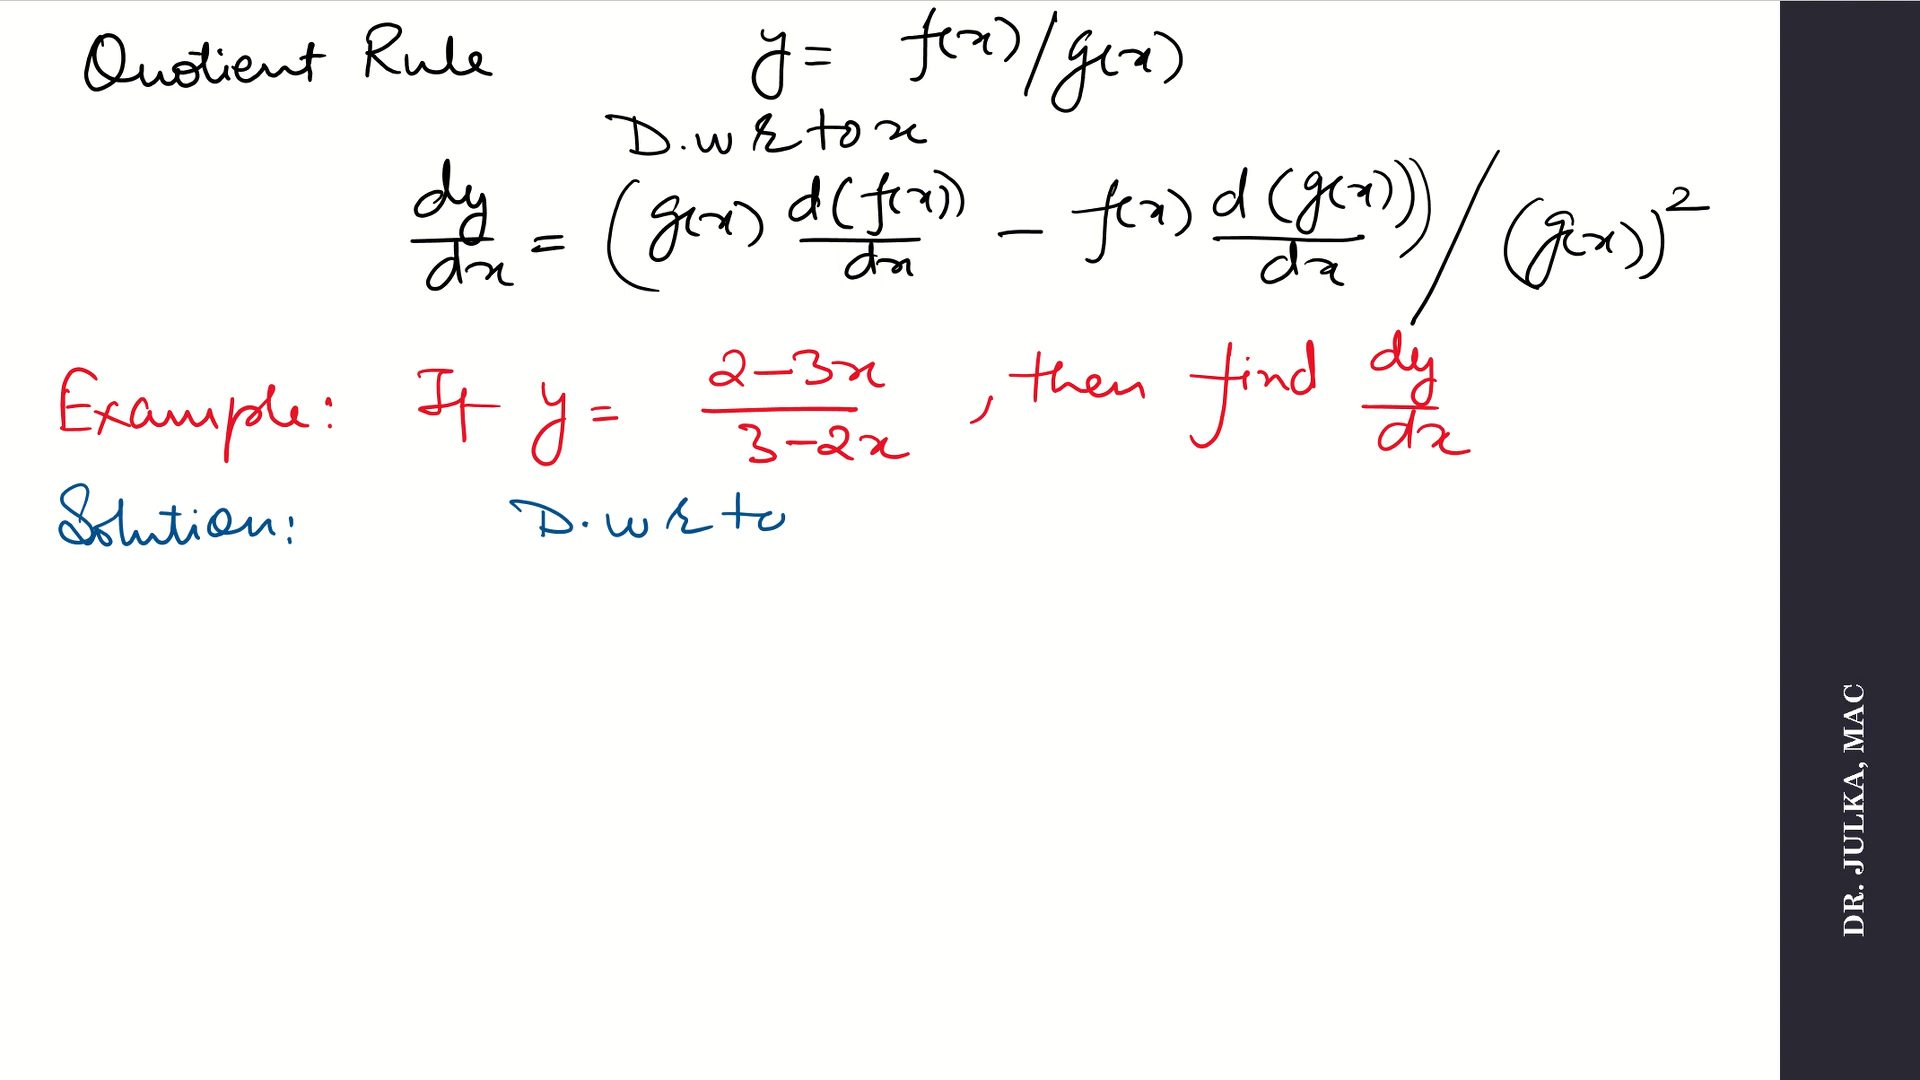 Quotient Rule y = f(x)/g(x)
D.w r to x
dy/dx = (g(x) d(f(x))/dx - f(x) d(g(x))/dx) / (g(x))²
Example: If y = 2-3x/3-2x , then find dy/dx
Solution: D.w r to
DR. JULKA, MAC